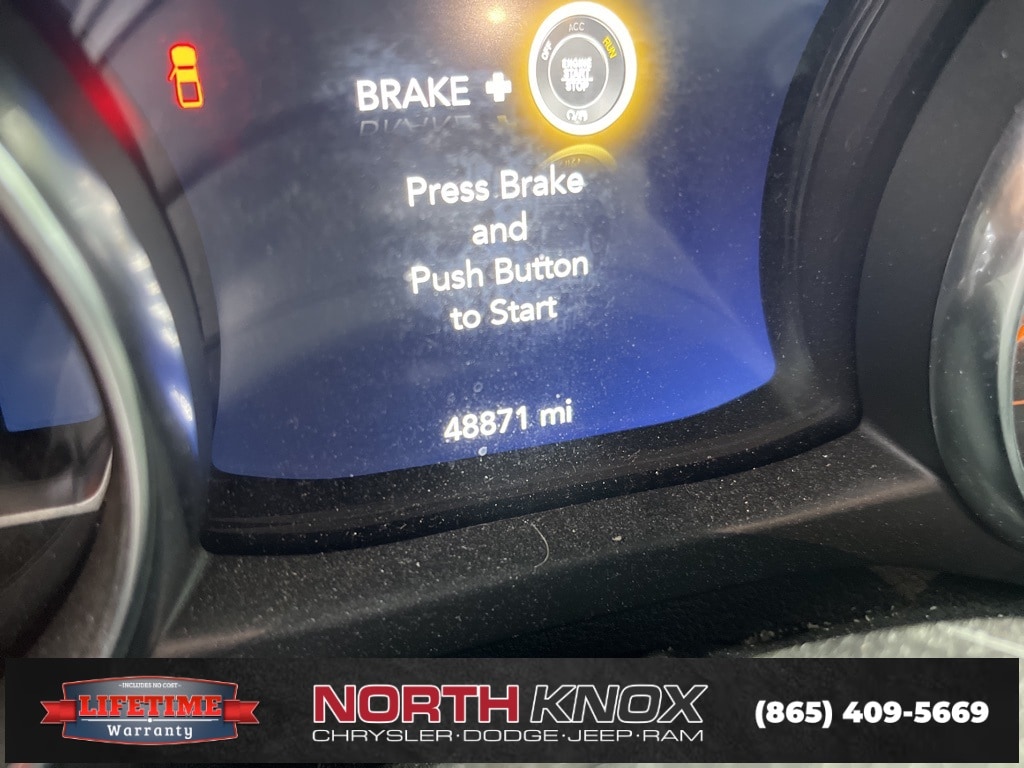 ACC
OFF
RUN
ENGINE
START
STOP
BRAKE +
Press Brake
and
Push Button
to Start
48871 mi
-INCLUDES NO COST-
LIFETIME
Warranty
NORTH KNOX
CHRYSLER·DODGE·JEEP·RAM
(865) 409-5669